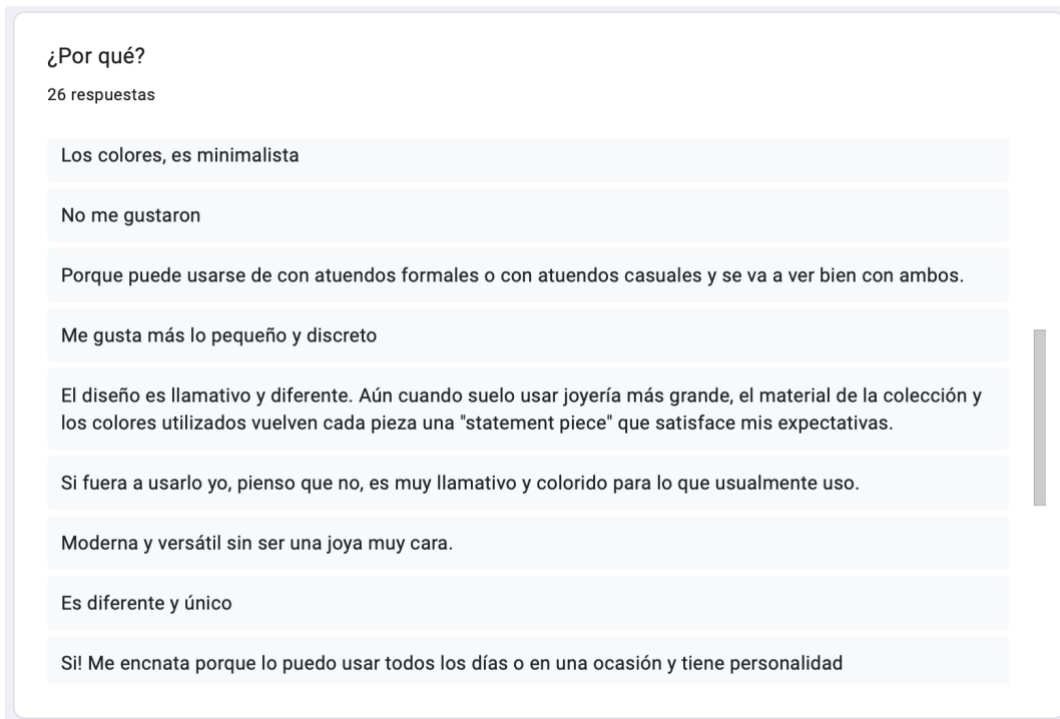 ¿Por qué?
26 respuestas
Los colores, es minimalista
No me gustaron
Porque puede usarse de con atuendos formales o con atuendos casuales y se va a ver bien con ambos.
Me gusta más lo pequeño y discreto
El diseño es llamativo y diferente. Aún cuando suelo usar joyería más grande, el material de la colección y
los colores utilizados vuelven cada pieza una "statement piece" que satisface mis expectativas.
Si fuera a usarlo yo, pienso que no, es muy llamativo y colorido para lo que usualmente uso.
Moderna y versátil sin ser una joya muy cara.
Es diferente y único
Si! Me encnata porque lo puedo usar todos los días o en una ocasión y tiene personalidad